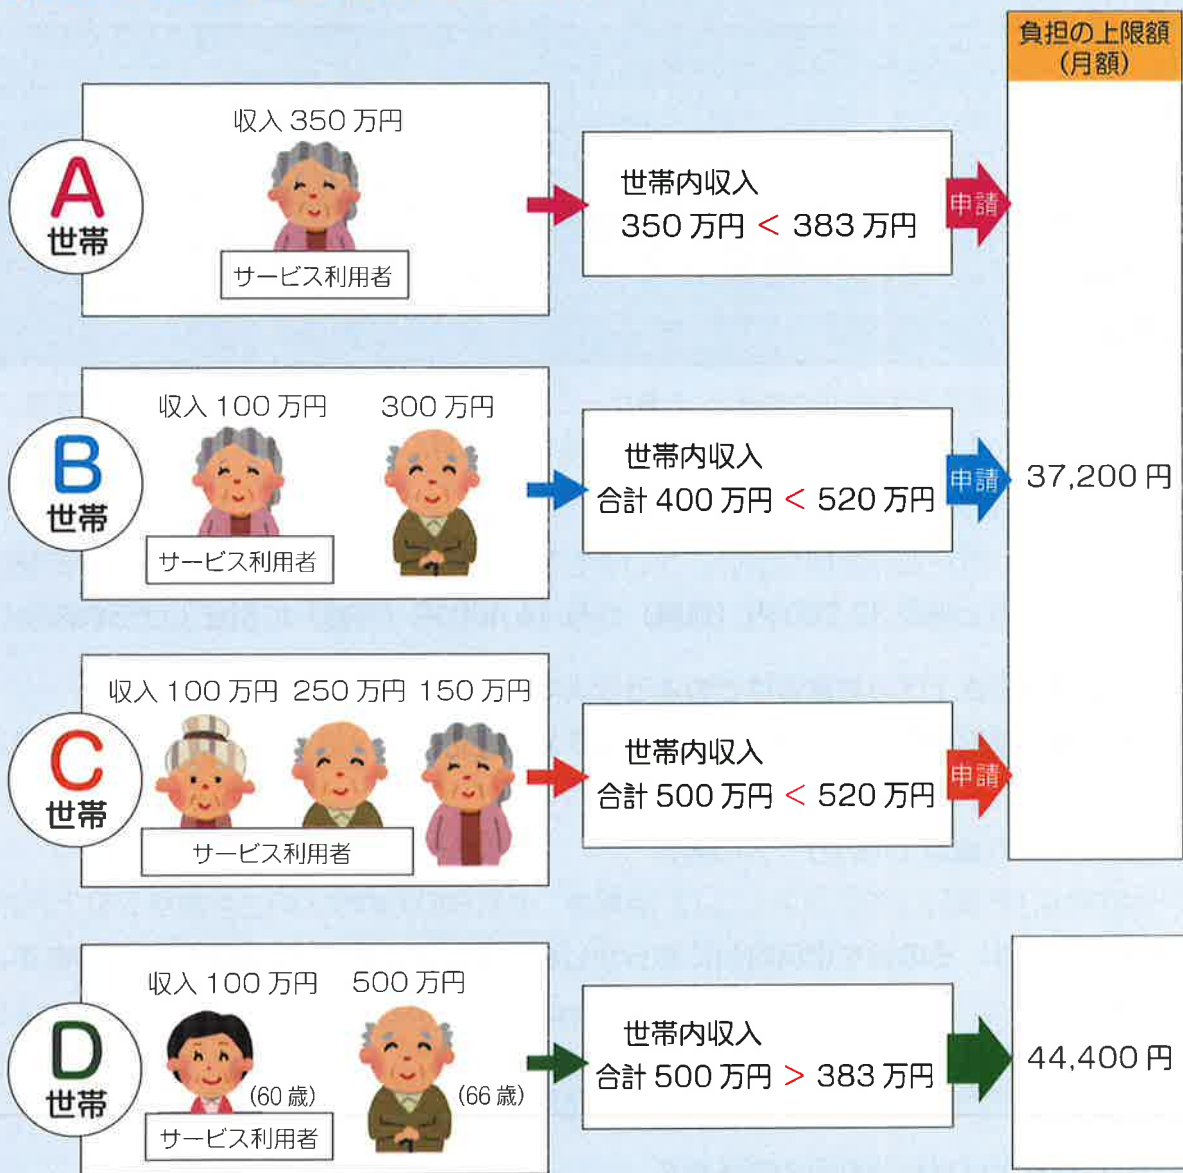 負担の上限額
(月額)
収入 350 万円
A
世帯
サービス利用者
世帯内収入
350 万円 < 383 万円
申請
収入 100 万円 300 万円
B
世帯
サービス利用者
世帯内収入
合計 400 万円 < 520 万円
申請
37,200 円
収入 100 万円 250 万円 150 万円
C
世帯
サービス利用者
世帯内収入
合計 500 万円 < 520 万円
申請
収入 100 万円 500 万円
D
世帯
(60 歳)
(66 歳)
サービス利用者
世帯内収入
合計 500 万円 > 383 万円
44,400 円